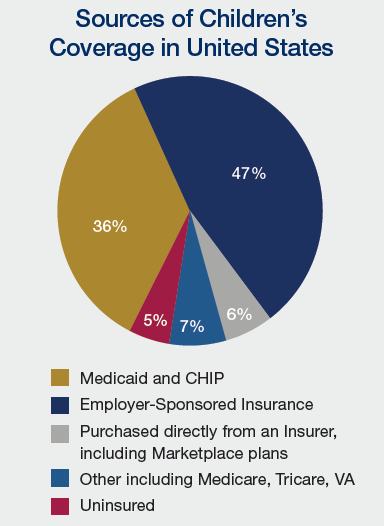 Sources of Children’s
Coverage in United States
47%
36%
6%
5%
7%
Medicaid and CHIP
Employer-Sponsored Insurance
Purchased directly from an Insurer,
including Marketplace plans
Other including Medicare, Tricare, VA
Uninsured